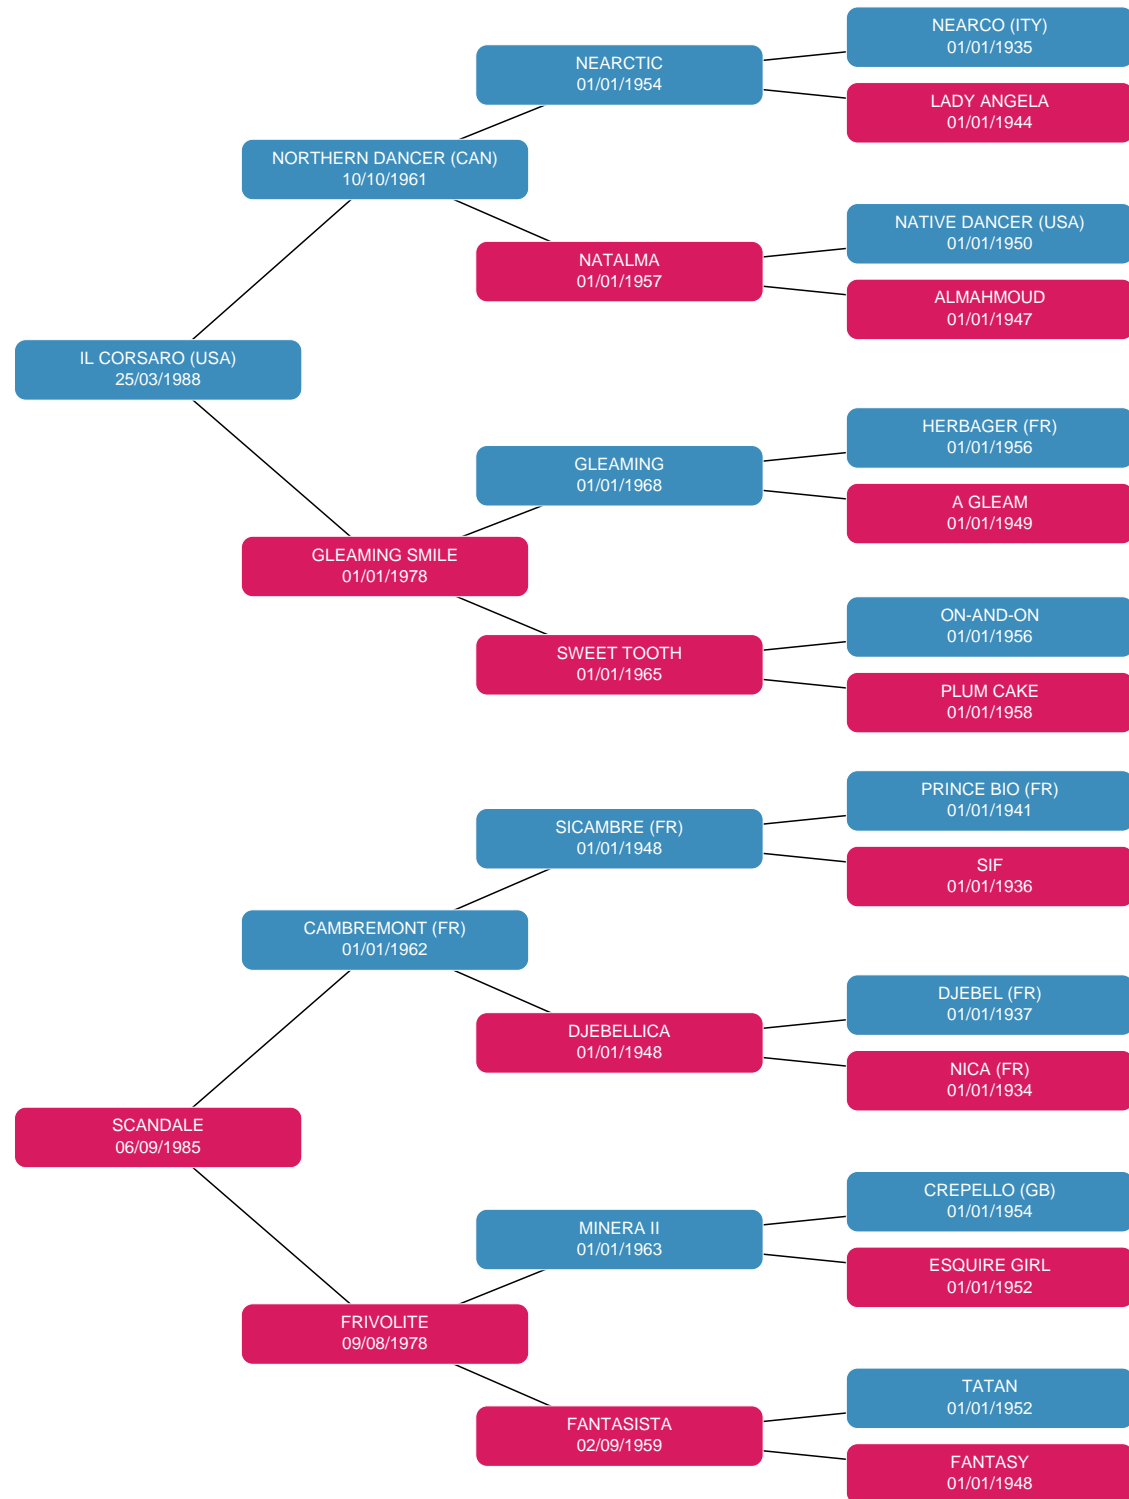 NEARCO (ITY)
01/01/1935
NEARCTIC
01/01/1954
LADY ANGELA
01/01/1944
NORTHERN DANCER (CAN)
10/10/1961
NATIVE DANCER (USA)
01/01/1950
NATALMA
01/01/1957
ALMAHMOUD
01/01/1947
IL CORSARO (USA)
25/03/1988
HERBAGER (FR)
01/01/1956
GLEAMING
01/01/1968
A GLEAM
01/01/1949
GLEAMING SMILE
01/01/1978
ON-AND-ON
01/01/1956
SWEET TOOTH
01/01/1965
PLUM CAKE
01/01/1958
PRINCE BIO (FR)
01/01/1941
SICAMBRE (FR)
01/01/1948
SIF
01/01/1936
CAMBREMONT (FR)
01/01/1962
DJEBEL (FR)
01/01/1937
DJEBELLICA
01/01/1948
NICA (FR)
01/01/1934
SCANDALE
06/09/1985
CREPELLO (GB)
01/01/1954
MINERA II
01/01/1963
ESQUIRE GIRL
01/01/1952
FRIVOLITE
09/08/1978
TATAN
01/01/1952
FANTASISTA
02/09/1959
FANTASY
01/01/1948